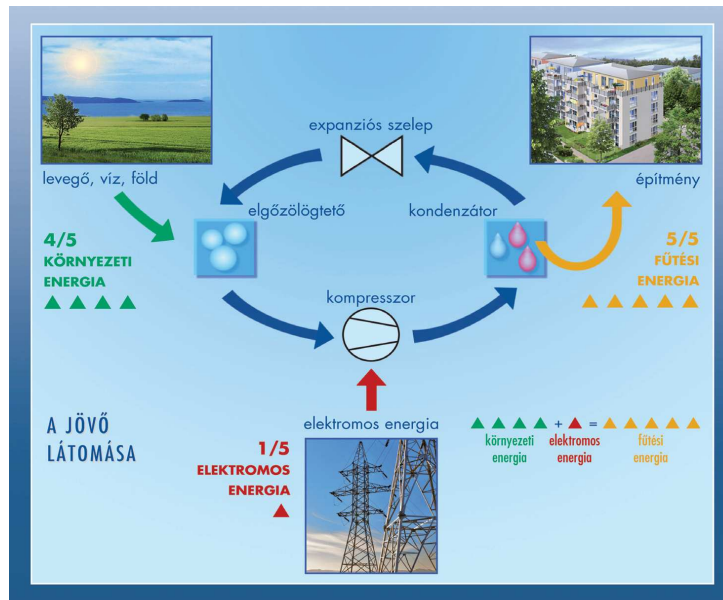 expanziós szelep
levegő, víz, föld
elgőzölögtető
kondenzátor
építmény
4/5
KÖRNYEZETI
ENERGIA
5/5
FŰTÉSI
ENERGIA
kompresszor
A JÖVŐ
LÁTOMÁSA
elektromos energia
1/5
ELEKTROMOS
ENERGIA
+ =
környezeti elektromos fűtési
energia energia energia